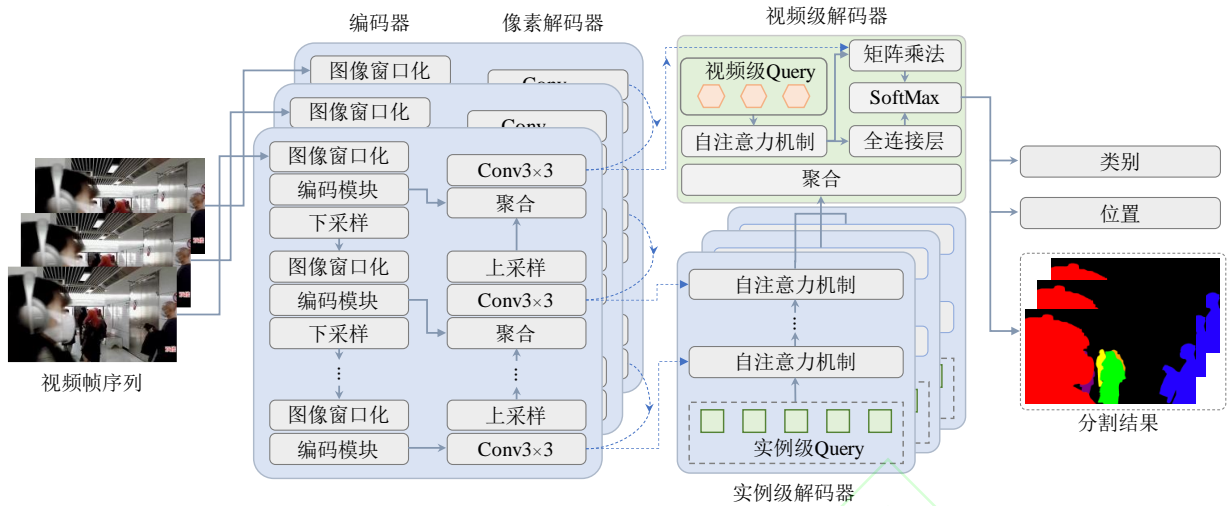 编码器
像素解码器
视频级解码器
图像窗口化
Conv
图像窗口化
Conv
图像窗口化
编码模块
下采样
图像窗口化
编码模块
下采样
...
图像窗口化
编码模块
Conv3×3
聚合
上采样
Conv3×3
聚合
...
上采样
Conv3×3
视频级Query
自注意力机制
矩阵乘法
SoftMax
全连接层
聚合
自注意力机制
...
自注意力机制
实例级Query
实例级解码器
类别
位置
分割结果
视频帧序列